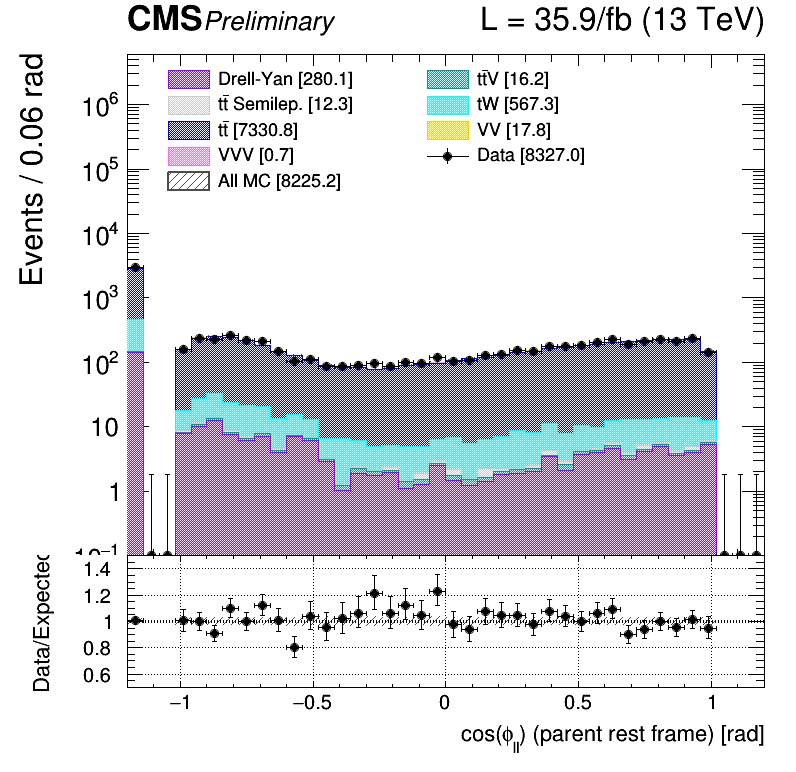 CMS Preliminary L = 35.9/fb (13 TeV)
Events / 0.06 rad
Drell-Yan [280.1]
tt̄ Semilep. [12.3]
tt̄ [7330.8]
VVV [0.7]
All MC [8225.2]
tt̄V [16.2]
tW [567.3]
VV [17.8]
Data [8327.0]
10⁶
10⁵
10⁴
10³
10²
10
1
10⁻¹
Data/Expected
1.4
1.2
1
0.8
0.6
−1 −0.5 0 0.5 1
cos(ϕ_ll) (parent rest frame) [rad]